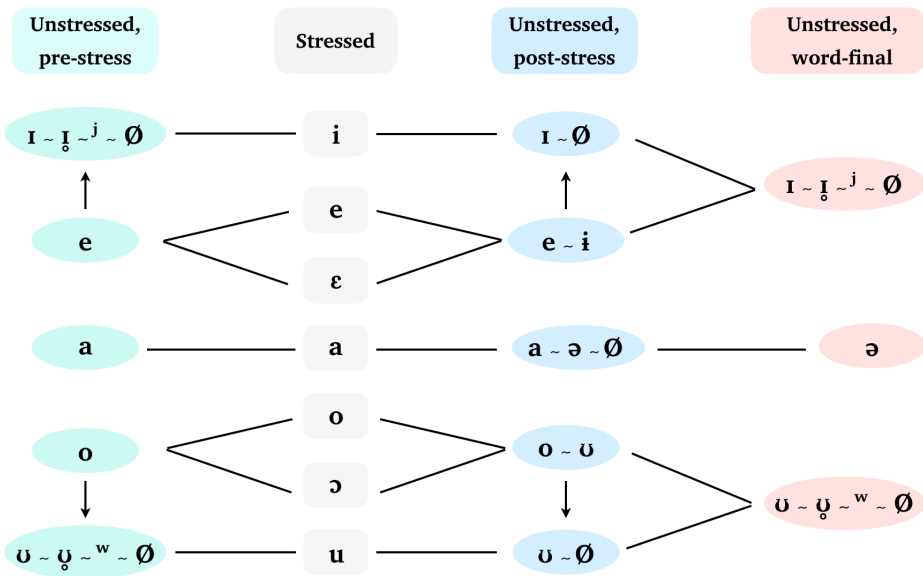 Unstressed,
pre-stress
Stressed
Unstressed,
post-stress
Unstressed,
word-final
ɪ ~ ɪ̥ ~ ʲ ~ Ø
i
ɪ ~ Ø
ɪ ~ ɪ̥ ~ ʲ ~ Ø
e
e
e ~ ɨ
ɛ
a
a
a ~ ə ~ Ø
ə
o
o
o ~ ʊ
ɔ
ʊ ~ ʊ̥ ~ ʷ ~ Ø
ʊ ~ ʊ̥ ~ ʷ ~ Ø
u
ʊ ~ Ø